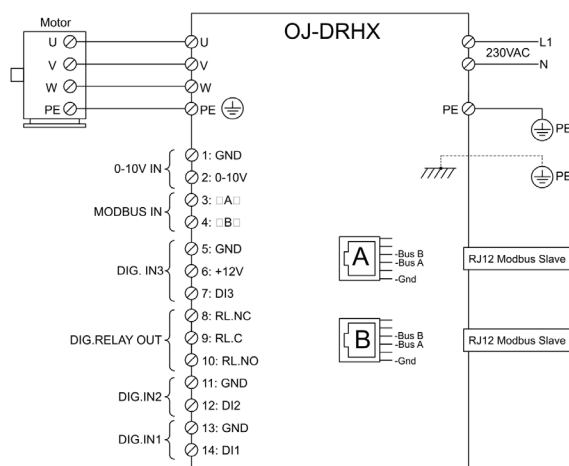 OJ-DRHX
Motor
U
V
W
PE
U
V
W
PE
L1
230VAC
N
PE
PE
PE
0-10V IN
1: GND
2: 0-10V
MODBUS IN
3: □A□
4: □B□
DIG. IN3
5: GND
6: +12V
7: DI3
DIG.RELAY OUT
8: RL.NC
9: RL.C
10: RL.NO
DIG.IN2
11: GND
12: DI2
DIG.IN1
13: GND
14: DI1
A
-Bus B
-Bus A
-Gnd
RJ12 Modbus Slave
B
-Bus B
-Bus A
-Gnd
RJ12 Modbus Slave